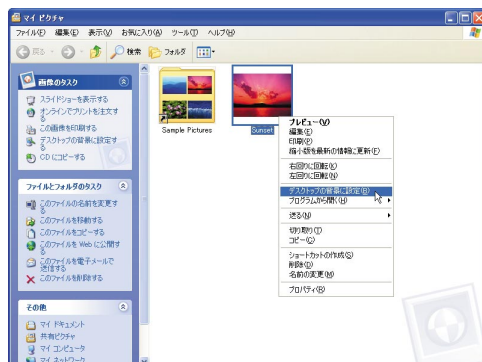 マイ ピクチャ
ファイル(F) 編集(E) 表示(V) お気に入り(A) ツール(T) ヘルプ(H)
戻る 検索 フォルダ
画像のタスク
スライドショーを表示する
オンラインでプリントを注文す
る
この画像を印刷する
デスクトップの背景に設定す
る
CD にコピーする
ファイルとフォルダのタスク
このファイルの名前を変更す
る
このファイルを移動する
このファイルをコピーする
このファイルを Web に公開す
る
このファイルを電子メールで
送信する
このファイルを削除する
その他
マイ ドキュメント
共有ピクチャ
マイ コンピュータ
マイ ネットワーク
Sample Pictures
Sunset
プレビュー(V)
編集(E)
印刷(P)
縮小版を最新の情報に更新(F)
右回りに回転(K)
左回りに回転(N)
デスクトップの背景に設定(B)
プログラムから開く(H)
送る(N)
切り取り(T)
コピー(C)
ショートカットの作成(S)
削除(D)
名前の変更(M)
プロパティ(R)